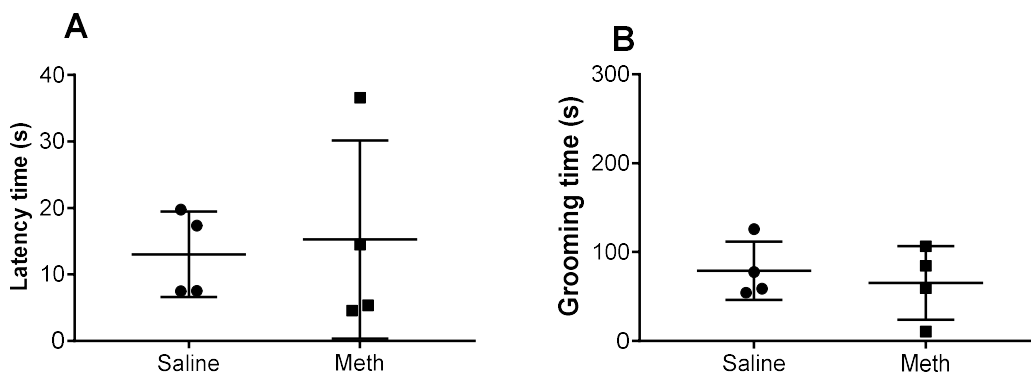 A
Latency time (s)
40
30
20
10
0
Saline
Meth
B
Grooming time (s)
300
200
100
0
Saline
Meth